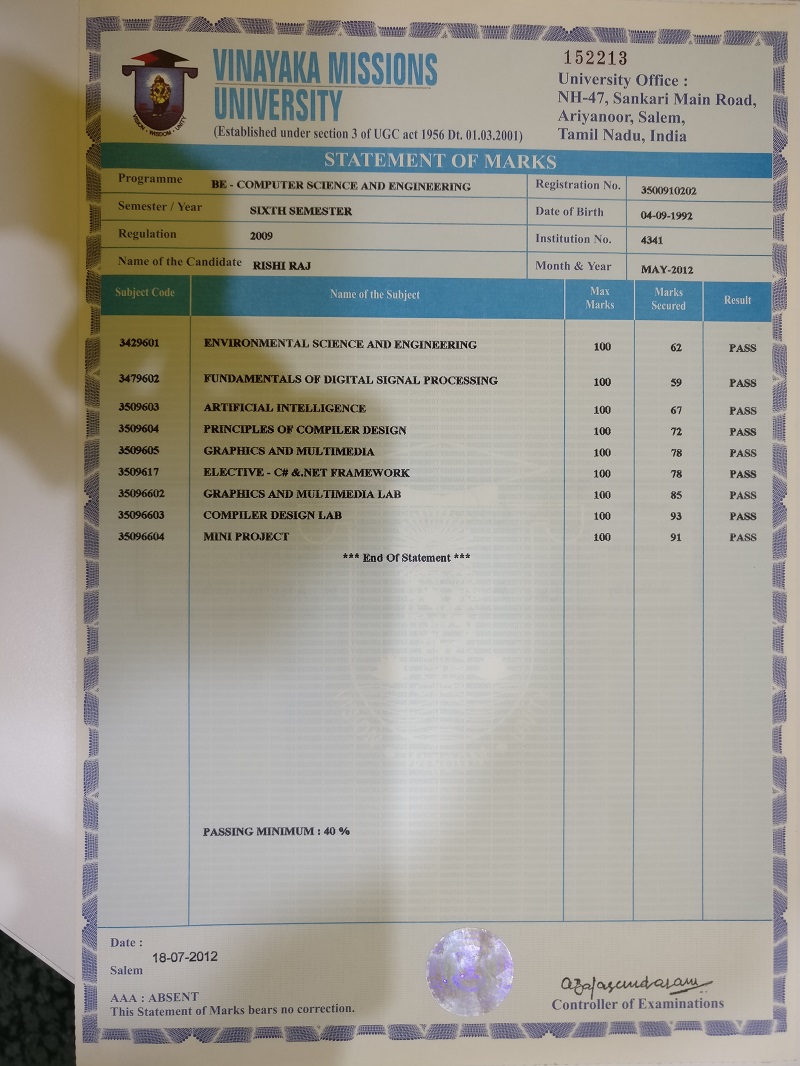 VINAYAKA MISSIONS
UNIVERSITY
(Established under section 3 of UGC act 1956 Dt. 01.03.2001)
VISION - WISDOM - UNITY
152213
University Office :
NH-47, Sankari Main Road,
Ariyanoor, Salem,
Tamil Nadu, India
STATEMENT OF MARKS
Programme BE - COMPUTER SCIENCE AND ENGINEERING Registration No. 3500910202
Semester / Year SIXTH SEMESTER Date of Birth 04-09-1992
Regulation 2009 Institution No. 4341
Name of the Candidate RISHI RAJ Month & Year MAY-2012
Subject Code Name of the Subject Max Marks Marks Secured Result
3429601 ENVIRONMENTAL SCIENCE AND ENGINEERING 100 62 PASS
3479602 FUNDAMENTALS OF DIGITAL SIGNAL PROCESSING 100 59 PASS
3509603 ARTIFICIAL INTELLIGENCE 100 67 PASS
3509604 PRINCIPLES OF COMPILER DESIGN 100 72 PASS
3509605 GRAPHICS AND MULTIMEDIA 100 78 PASS
3509617 ELECTIVE - C# &.NET FRAMEWORK 100 78 PASS
35096602 GRAPHICS AND MULTIMEDIA LAB 100 85 PASS
35096603 COMPILER DESIGN LAB 100 93 PASS
35096604 MINI PROJECT 100 91 PASS
*** End Of Statement ***
PASSING MINIMUM : 40 %
Date :
18-07-2012
Salem
AAA : ABSENT
This Statement of Marks bears no correction.
Controller of Examinations